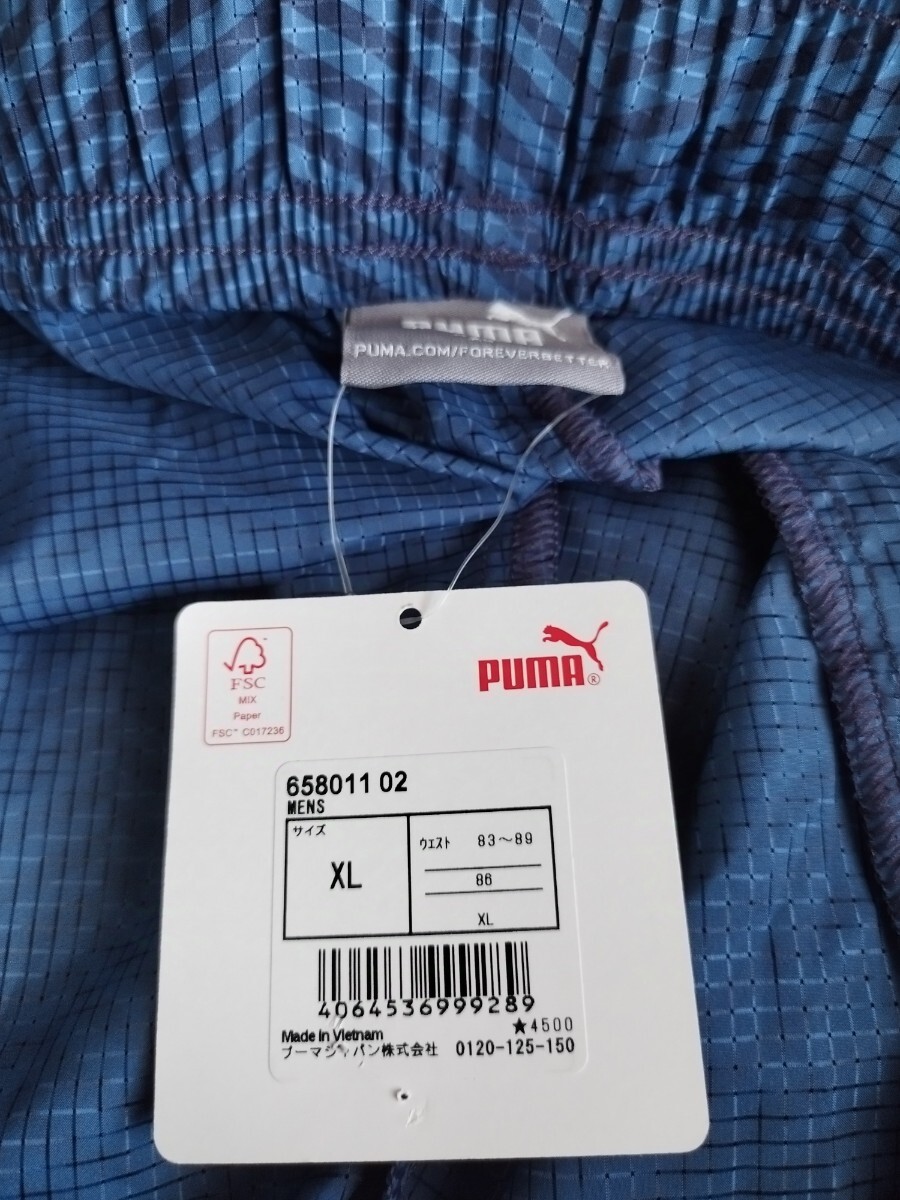 PUMA
PUMA.COM/FOREVERBETTER
FSC
MIX
Paper
FSC™ C017236
PUMA®
658011 02
MENS
サイズ
XL
ウエスト 83～89
86
XL
4064536999289
★4500
Made in Vietnam
プーマジャパン株式会社 0120-125-150